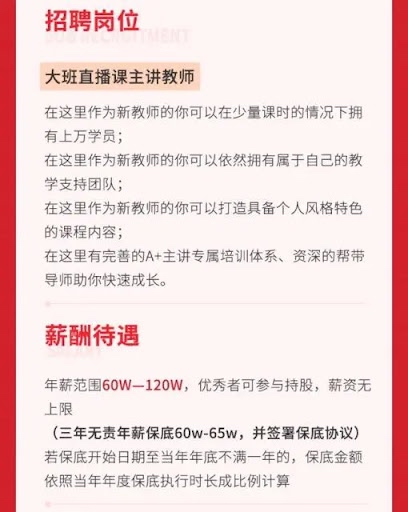 招聘岗位
JOB RECRUITMENT
大班直播课主讲教师
在这里作为新教师的你可以在少量课时的情况下拥
有上万学员；
在这里作为新教师的你可以依然拥有属于自己的教
学支持团队；
在这里作为新教师的你可以打造具备个人风格特色
的课程内容；
在这里有完善的A+主讲专属培训体系、资深的帮带
导师助你快速成长。
薪酬待遇
SALARY
年薪范围60W—120W，优秀者可参与持股，薪资无
上限
（三年无责年薪保底60w-65w，并签署保底协议）
若保底开始日期至当年年底不满一年的，保底金额
依照当年年度保底执行时长成比例计算